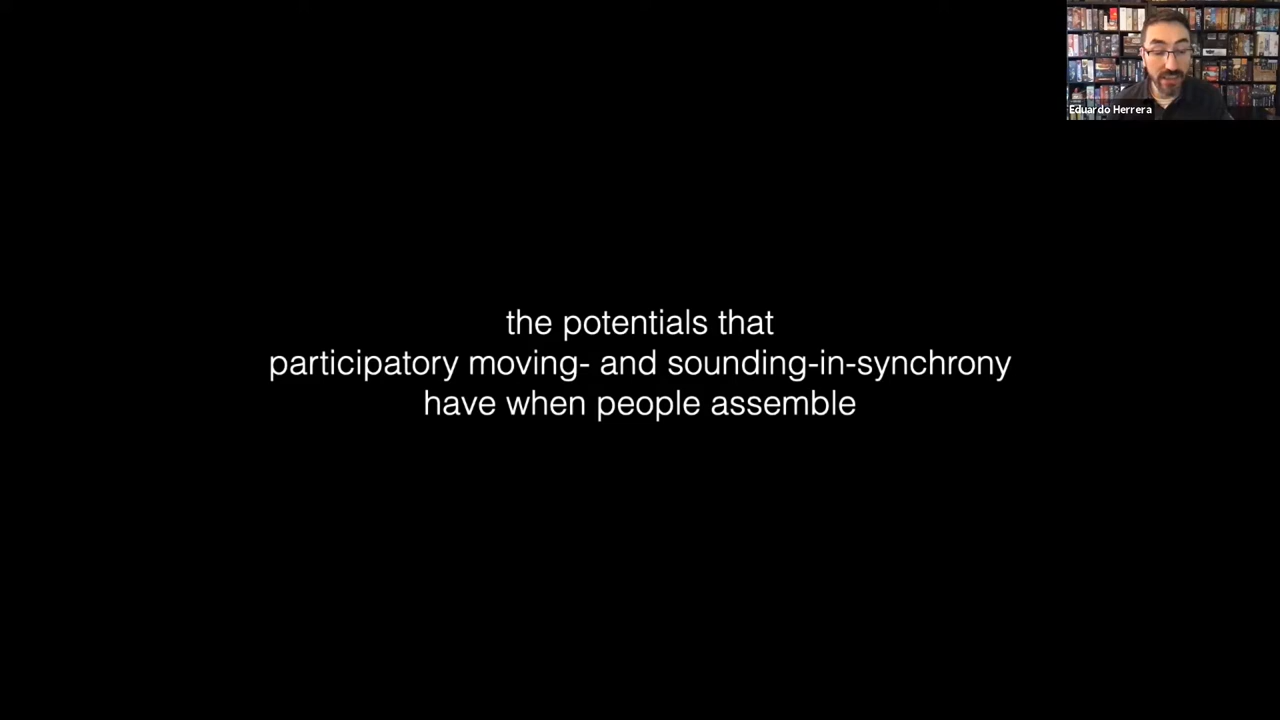 Eduardo Herrera
the potentials that
participatory moving- and sounding-in-synchrony
have when people assemble